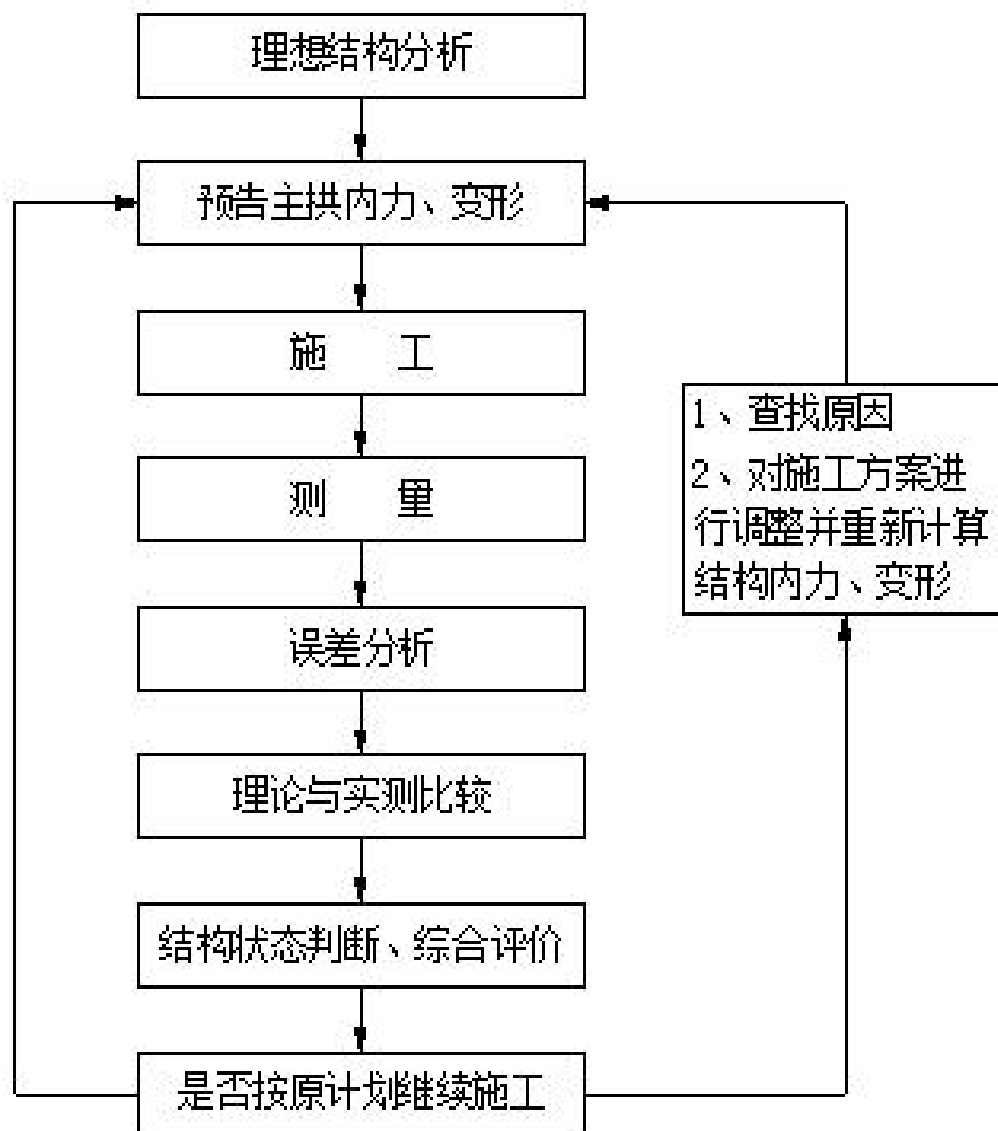 理想结构分析
预告主拱内力、变形
施 工
测 量
误差分析
理论与实测比较
结构状态判断、综合评价
是否按原计划继续施工
1、查找原因
2、对施工方案进
行调整并重新计算
结构内力、变形